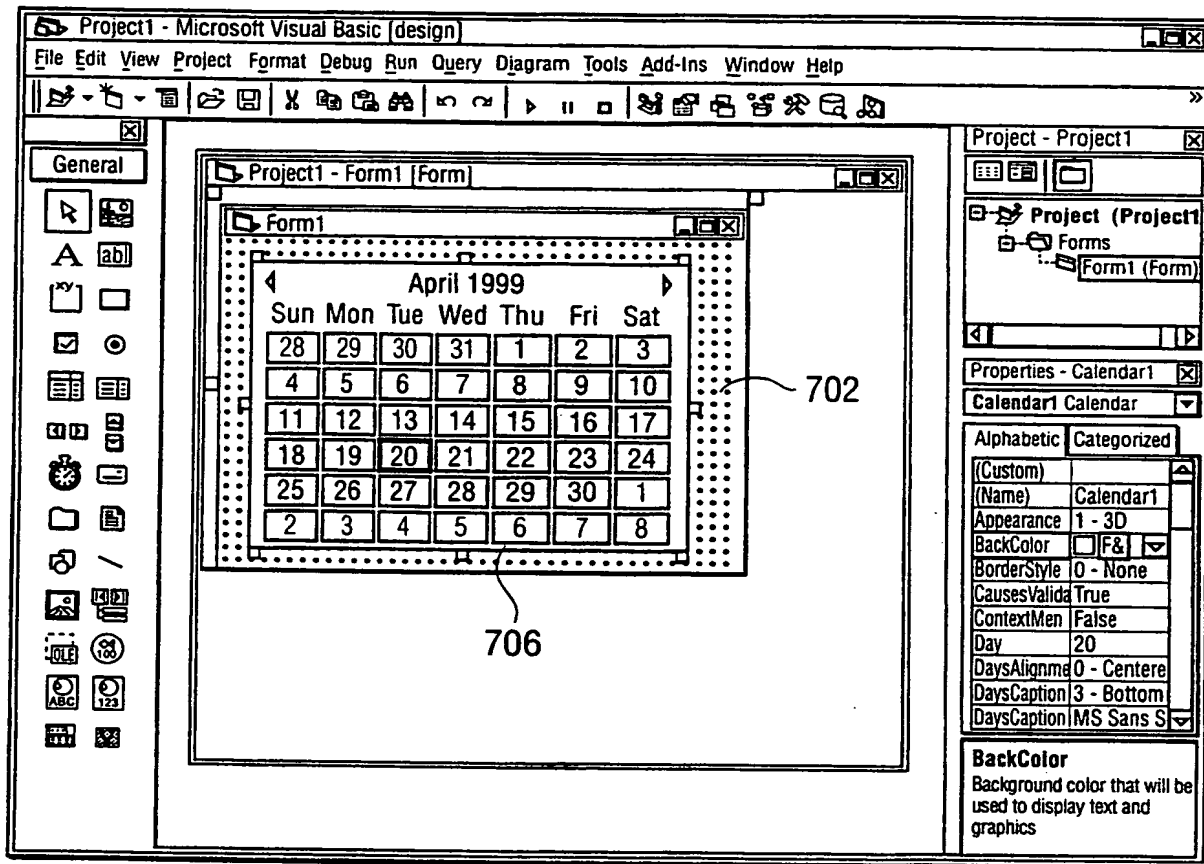 Project1 - Microsoft Visual Basic [design]
File Edit View Project Format Debug Run Query Diagram Tools Add-Ins Window Help
General
A
ab
xy
OLE
100
ABC
123
Project1 - Form1 [Form]
Form1
April 1999
Sun Mon Tue Wed Thu Fri Sat
28 29 30 31 1 2 3
4 5 6 7 8 9 10
11 12 13 14 15 16 17
18 19 20 21 22 23 24
25 26 27 28 29 30 1
2 3 4 5 6 7 8
702
706
Project - Project1
Project (Project1
Forms
Form1 (Form)
Properties - Calendar1
Calendar1 Calendar
Alphabetic Categorized
(Custom)
(Name) Calendar1
Appearance 1 - 3D
BackColor F&
BorderStyle 0 - None
CausesValida True
ContextMen False
Day 20
DaysAlignme 0 - Centere
DaysCaption 3 - Bottom
DaysCaption MS Sans S
BackColor
Background color that will be
used to display text and
graphics